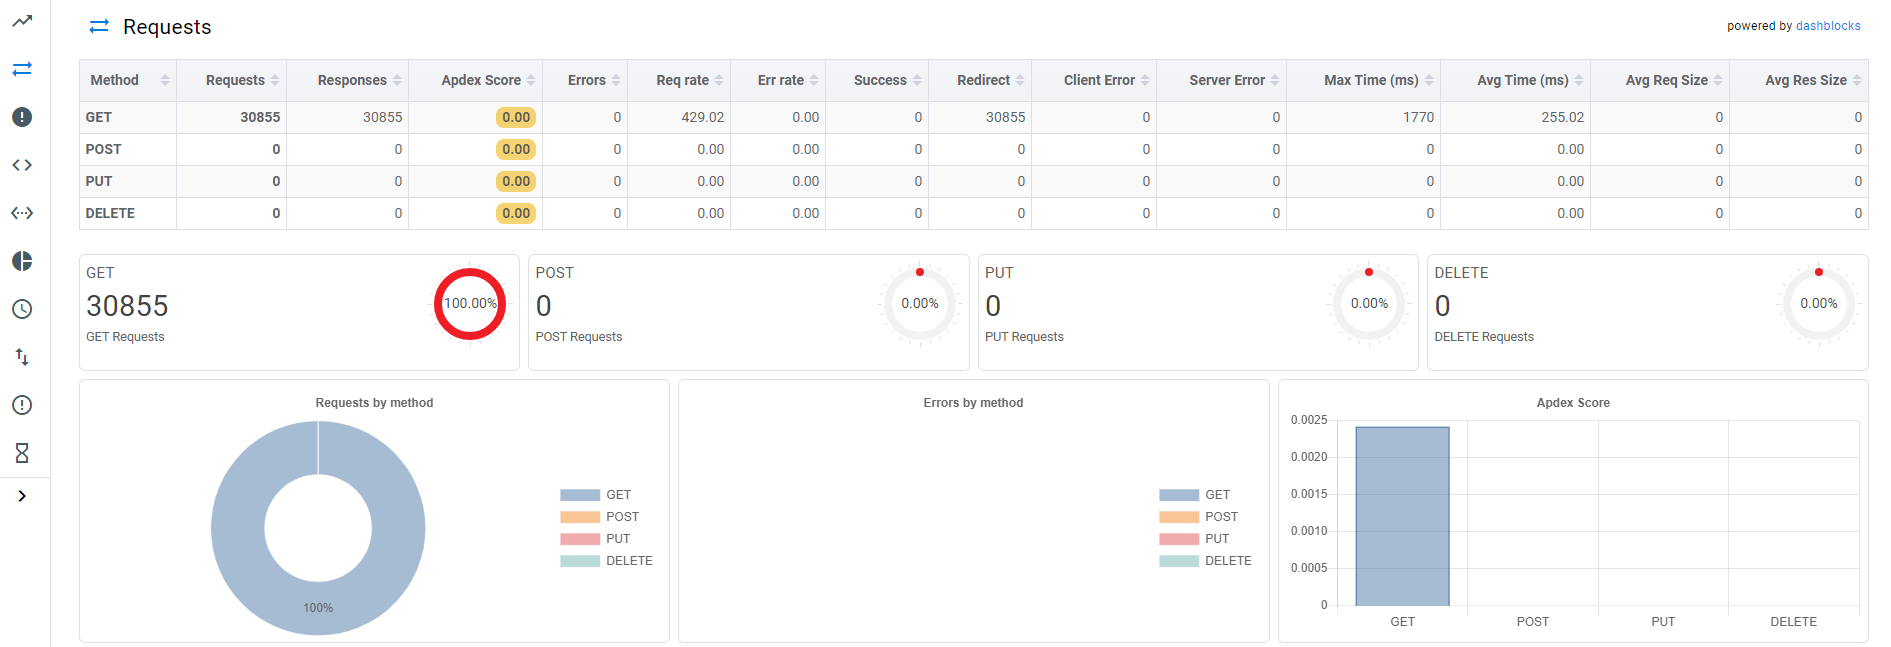 Requests
powered by dashblocks
Method Requests Responses Apdex Score Errors Req rate Err rate Success Redirect Client Error Server Error Max Time (ms) Avg Time (ms) Avg Req Size Avg Res Size
GET 30855 30855 0.00 0 429.02 0.00 0 30855 0 0 1770 255.02 0 0
POST 0 0 0.00 0 0.00 0.00 0 0 0 0 0 0.00 0 0
PUT 0 0 0.00 0 0.00 0.00 0 0 0 0 0 0.00 0 0
DELETE 0 0 0.00 0 0.00 0.00 0 0 0 0 0 0.00 0 0
GET
30855
GET Requests
100.00%
POST
0
POST Requests
0.00%
PUT
0
PUT Requests
0.00%
DELETE
0
DELETE Requests
0.00%
Requests by method
100%
GET
POST
PUT
DELETE
Errors by method
GET
POST
PUT
DELETE
Apdex Score
0.0025
0.0020
0.0015
0.0010
0.0005
0
GET POST PUT DELETE